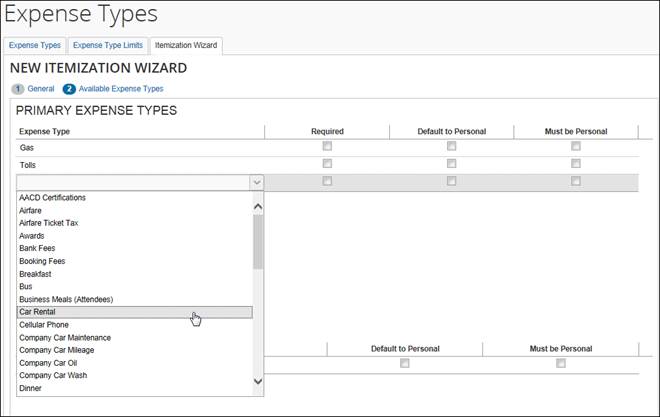 Expense Types
Expense Types Expense Type Limits Itemization Wizard
NEW ITEMIZATION WIZARD
1 General 2 Available Expense Types
PRIMARY EXPENSE TYPES
Expense Type Required Default to Personal Must be Personal
Gas
Tolls
AACD Certifications
Airfare
Airfare Ticket Tax
Awards
Bank Fees
Booking Fees
Breakfast
Bus
Business Meals (Attendees)
Car Rental
Cellular Phone
Company Car Maintenance
Company Car Mileage
Default to Personal Must be Personal
Company Car Oil
Company Car Wash
Dinner